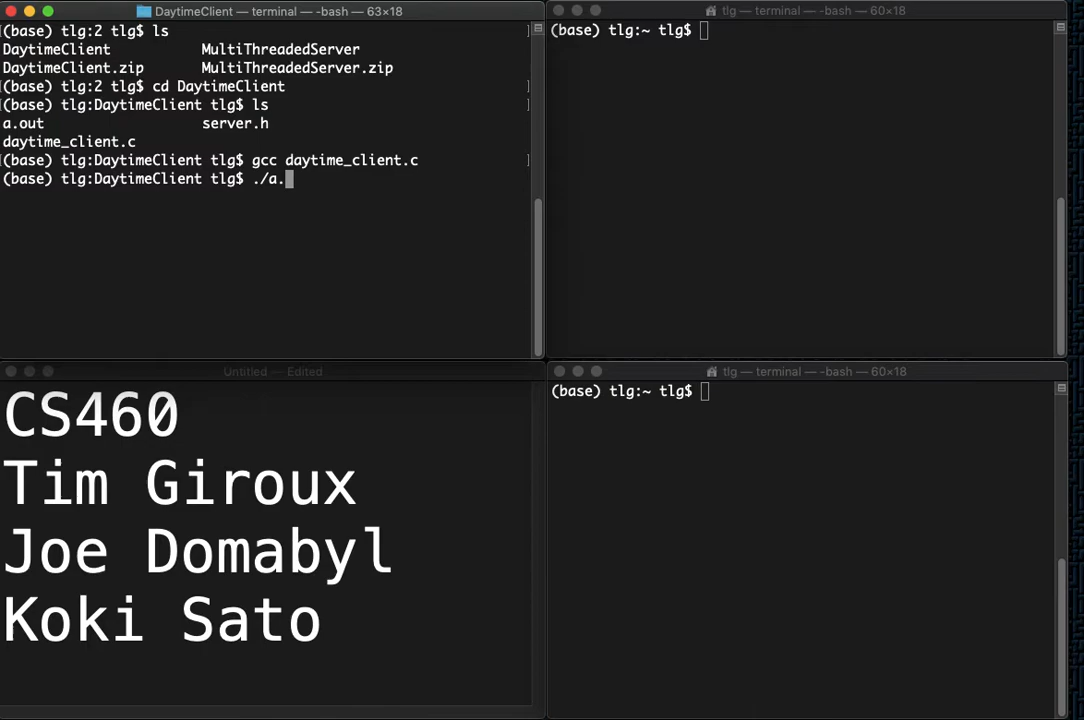 DaytimeClient — terminal — -bash — 63×18
[(base) tlg:2 tlg$ ls ]
DaytimeClient MultiThreadedServer
DaytimeClient.zip MultiThreadedServer.zip
[(base) tlg:2 tlg$ cd DaytimeClient ]
[(base) tlg:DaytimeClient tlg$ ls ]
a.out server.h
daytime_client.c
[(base) tlg:DaytimeClient tlg$ gcc daytime_client.c ]
(base) tlg:DaytimeClient tlg$ ./a.
tlg — terminal — -bash — 60×18
(base) tlg:~ tlg$
Untitled — Edited
CS460
Tim Giroux
Joe Domabyl
Koki Sato
tlg — terminal — -bash — 60×18
(base) tlg:~ tlg$